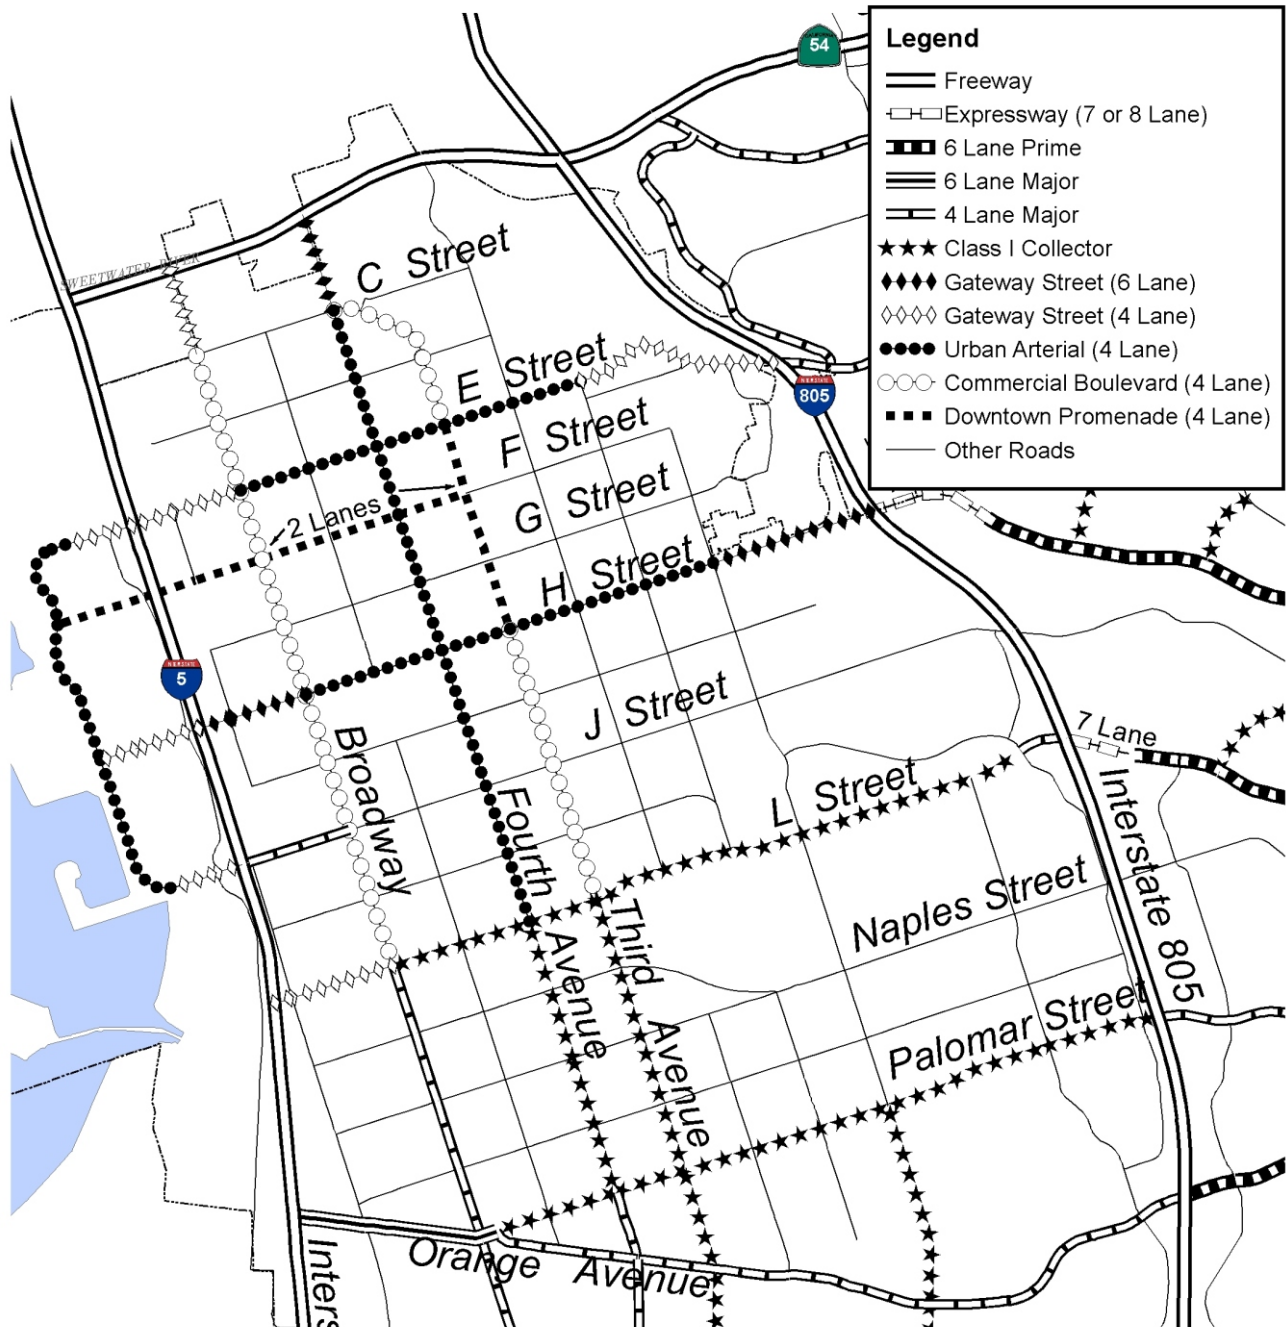 54
Legend
Freeway
Expressway (7 or 8 Lane)
6 Lane Prime
6 Lane Major
4 Lane Major
Class I Collector
Gateway Street (6 Lane)
Gateway Street (4 Lane)
Urban Arterial (4 Lane)
Commercial Boulevard (4 Lane)
Downtown Promenade (4 Lane)
Other Roads
SWEETWATER RIVER
C Street
E Street
INTERSTATE
805
F Street
G Street
2 Lanes
H Street
INTERSTATE
5
J Street
Broadway
7 Lane
L Street
Interstate 805
Fourth Avenue
Third Avenue
Naples Street
Palomar Street
Orange Avenue
Inters